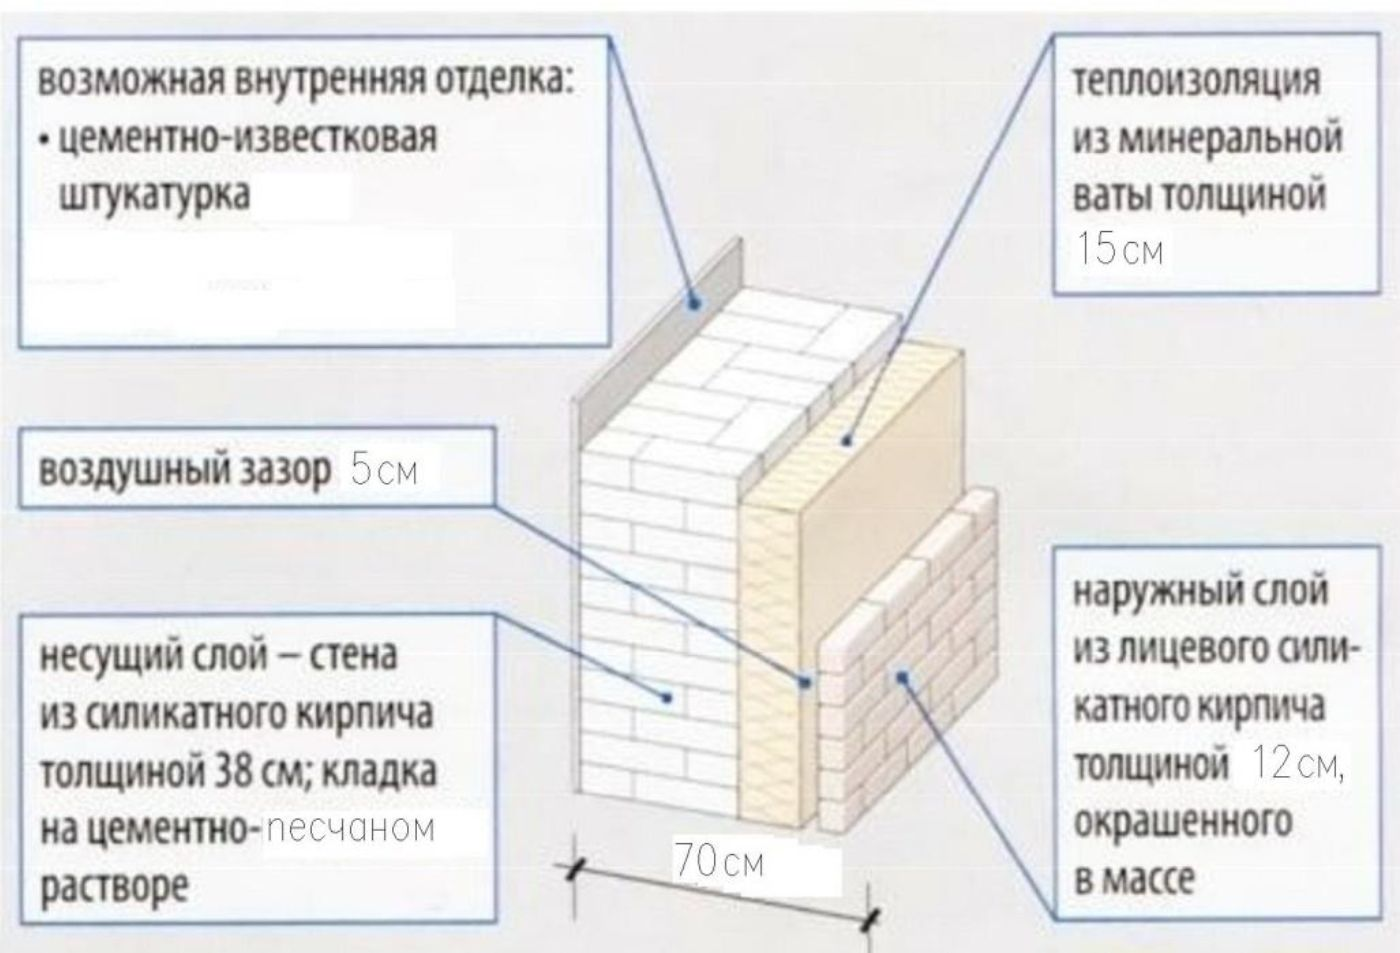 возможная внутренняя отделка:
• цементно-известковая
штукатурка
теплоизоляция
из минеральной
ваты толщиной
15см
воздушный зазор 5см
несущий слой – стена
из силикатного кирпича
толщиной 38 см; кладка
на цементно-песчаном
растворе
наружный слой
из лицевого сили-
катного кирпича
толщиной 12см,
окрашенного
в массе
70см